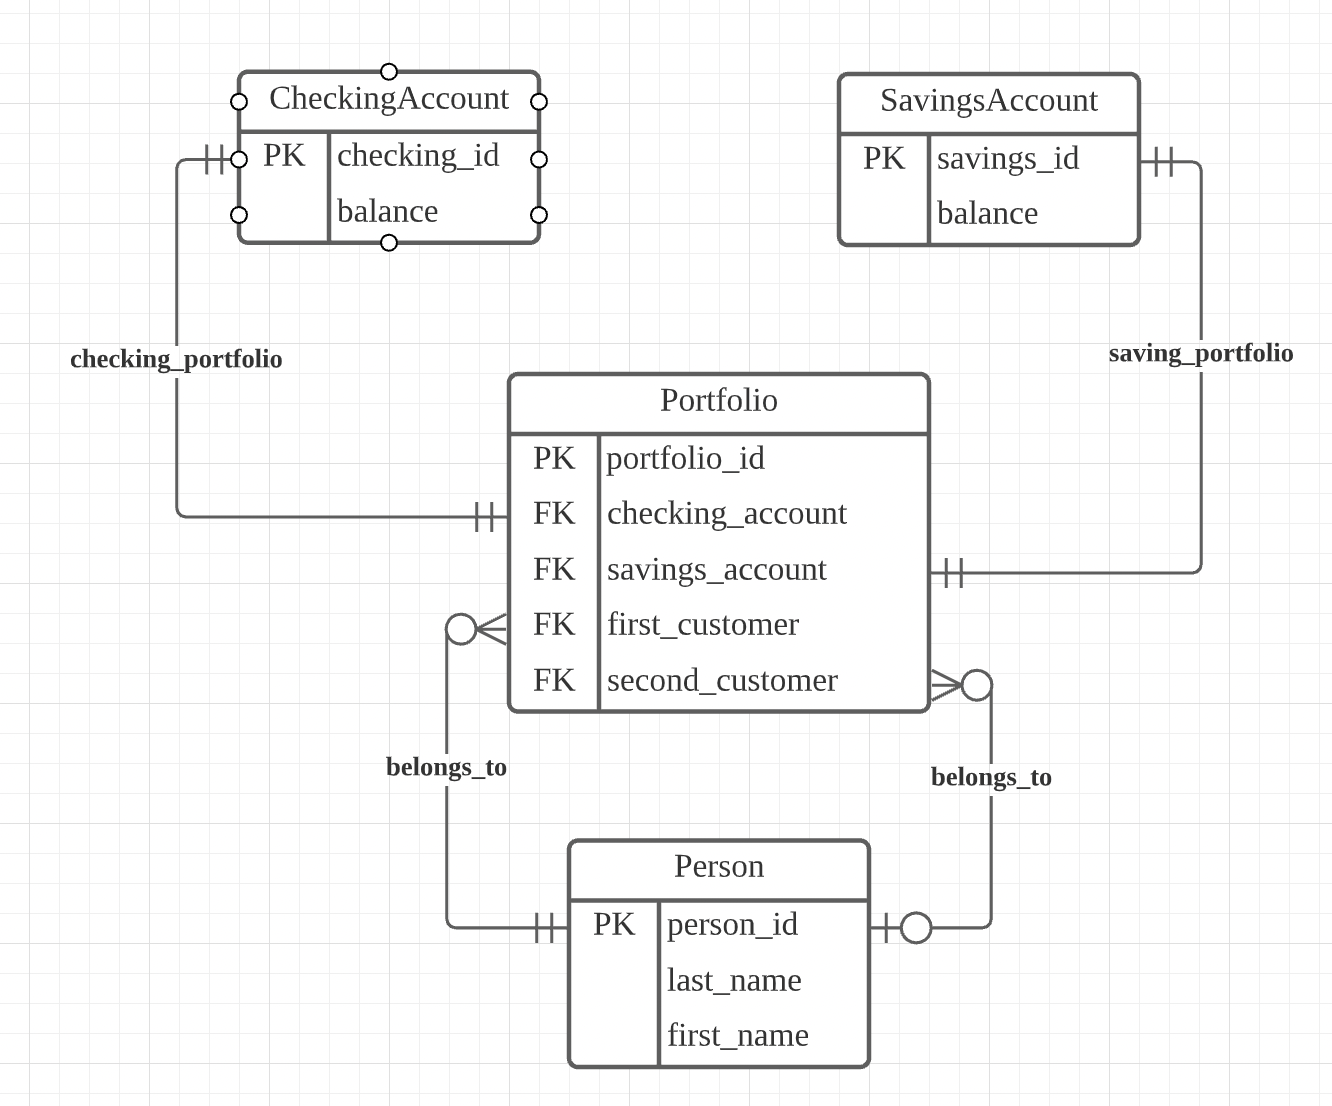 CheckingAccount
PK checking_id
balance
SavingsAccount
PK savings_id
balance
checking_portfolio
saving_portfolio
Portfolio
PK portfolio_id
FK checking_account
FK savings_account
FK first_customer
FK second_customer
belongs_to
belongs_to
Person
PK person_id
last_name
first_name